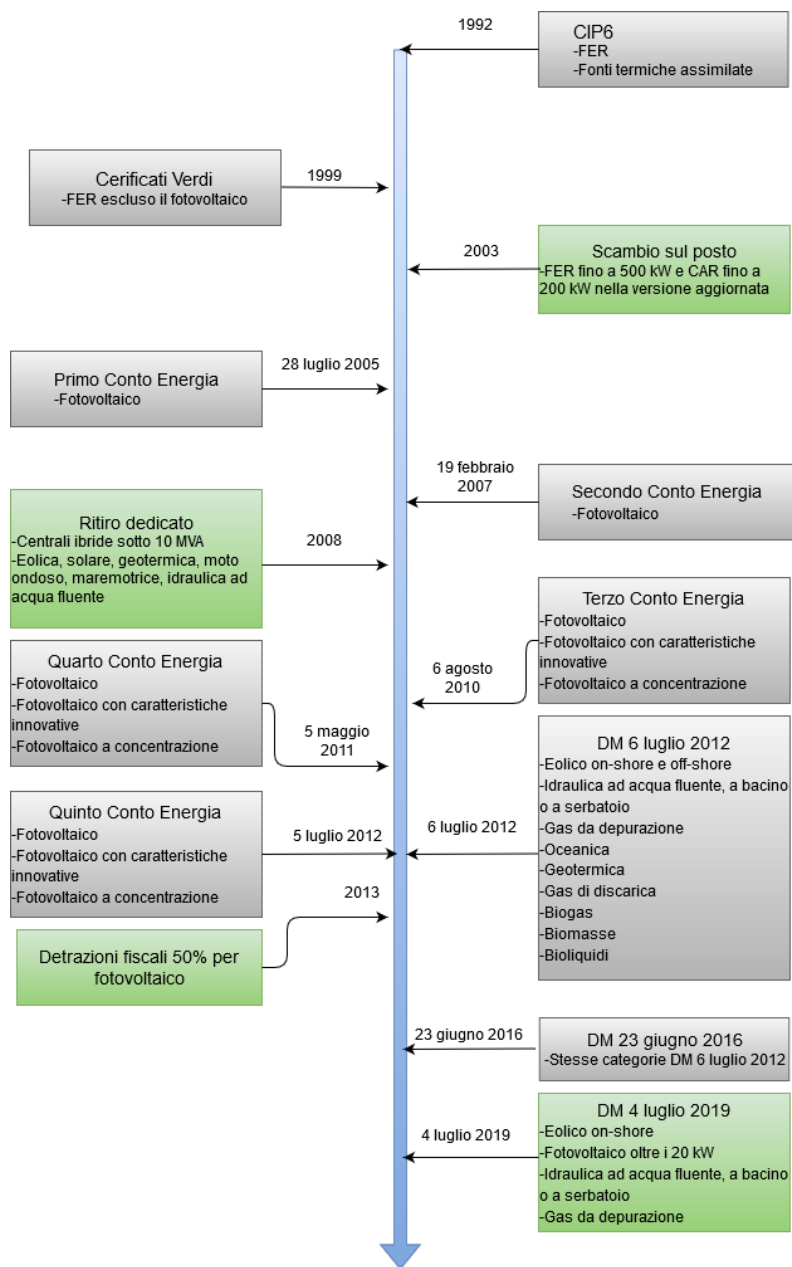 1992
CIP6
-FER
-Fonti termiche assimilate
Cerificati Verdi
-FER escluso il fotovoltaico
1999
2003
Scambio sul posto
-FER fino a 500 kW e CAR fino a
200 kW nella versione aggiornata
Primo Conto Energia
-Fotovoltaico
28 luglio 2005
19 febbraio
2007
Secondo Conto Energia
-Fotovoltaico
Ritiro dedicato
-Centrali ibride sotto 10 MVA
-Eolica, solare, geotermica, moto
ondoso, maremotrice, idraulica ad
acqua fluente
2008
6 agosto
2010
Terzo Conto Energia
-Fotovoltaico
-Fotovoltaico con caratteristiche
innovative
-Fotovoltaico a concentrazione
Quarto Conto Energia
-Fotovoltaico
-Fotovoltaico con caratteristiche
innovative
-Fotovoltaico a concentrazione
5 maggio
2011
Quinto Conto Energia
-Fotovoltaico
-Fotovoltaico con caratteristiche
innovative
-Fotovoltaico a concentrazione
5 luglio 2012
6 luglio 2012
DM 6 luglio 2012
-Eolico on-shore e off-shore
-Idraulica ad acqua fluente, a bacino
o a serbatoio
-Gas da depurazione
-Oceanica
-Geotermica
-Gas di discarica
-Biogas
-Biomasse
-Bioliquidi
2013
Detrazioni fiscali 50% per
fotovoltaico
23 giugno 2016
DM 23 giugno 2016
-Stesse categorie DM 6 luglio 2012
4 luglio 2019
DM 4 luglio 2019
-Eolico on-shore
-Fotovoltaico oltre i 20 kW
-Idraulica ad acqua fluente, a bacino
o a serbatoio
-Gas da depurazione